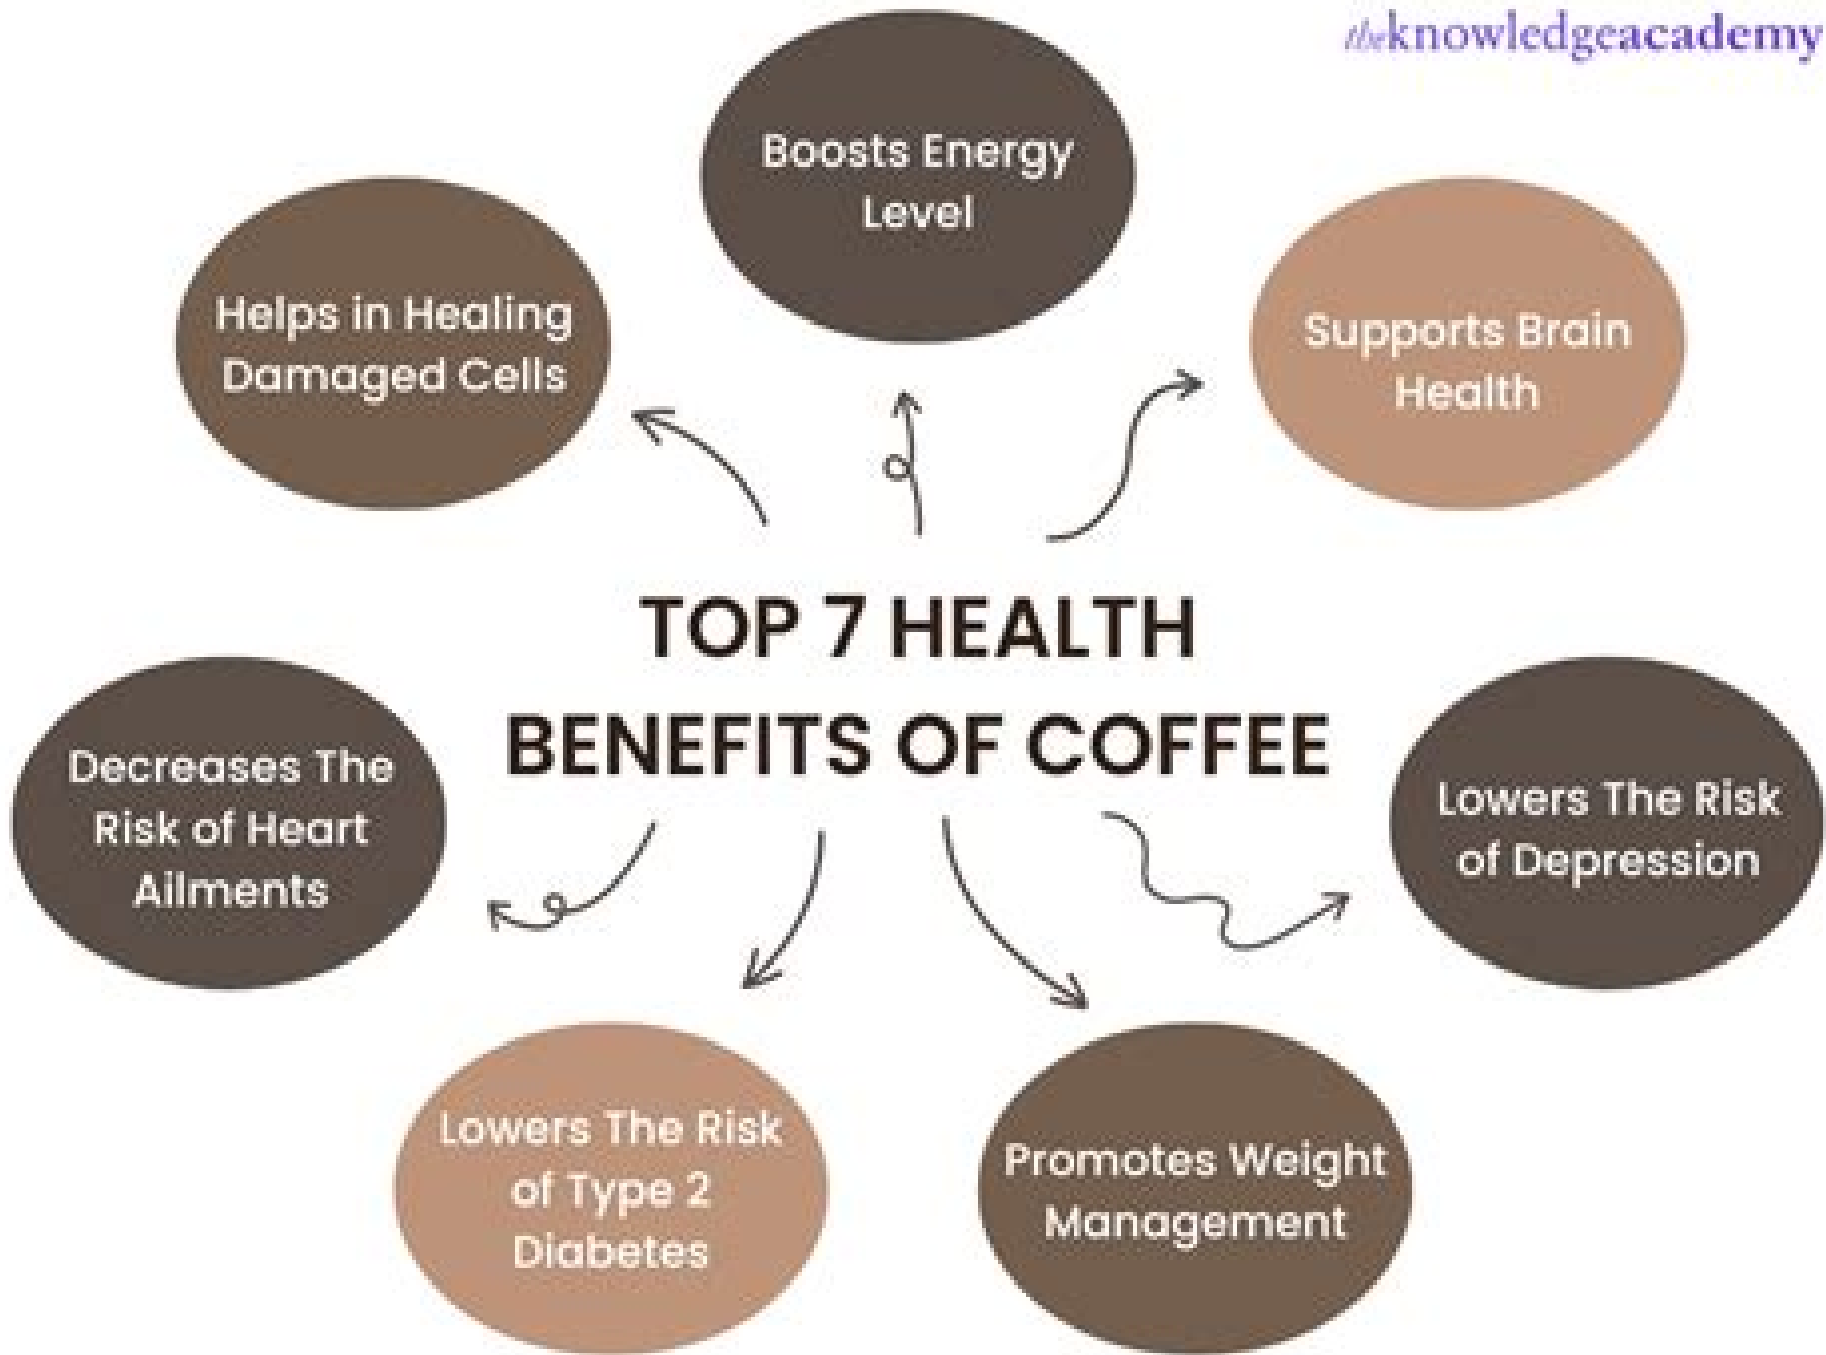 theknowledgeacademy
Boosts Energy
Level
Helps in Healing
Damaged Cells
Supports Brain
Health
TOP 7 HEALTH
BENEFITS OF COFFEE
Decreases The
Risk of Heart
Ailments
Lowers The Risk
of Depression
Lowers The Risk
of Type 2
Diabetes
Promotes Weight
Management